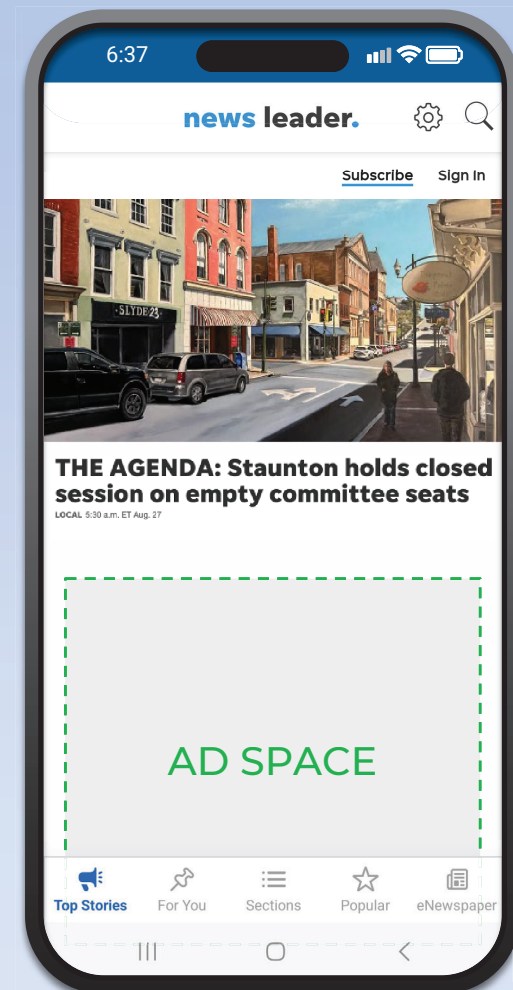 6:37
news leader.
Subscribe Sign In
SLYDE 23
THE AGENDA: Staunton holds closed
session on empty committee seats
LOCAL 5:30 a.m. ET Aug. 27
AD SPACE
Top Stories For You Sections Popular eNewspaper